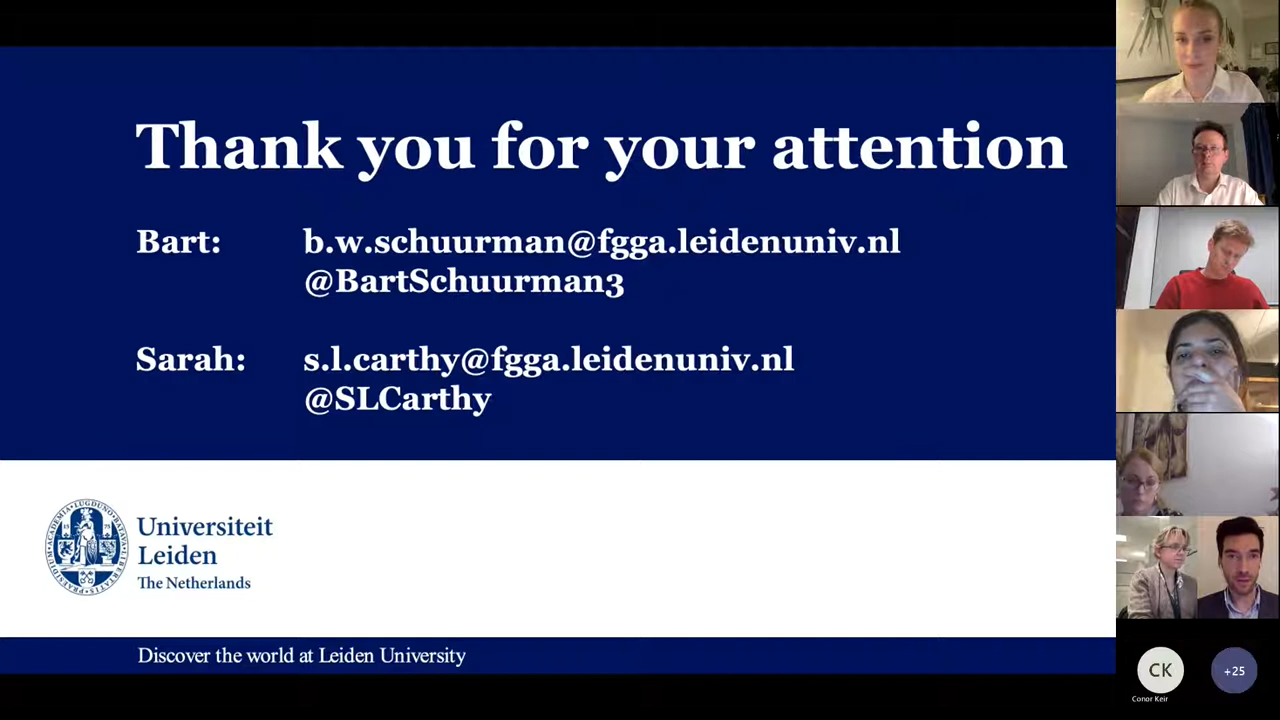 Thank you for your attention
Bart: b.w.schuurman@fgga.leidenuniv.nl
@BartSchuurman3
Sarah: s.l.carthy@fgga.leidenuniv.nl
@SLCarthy
Universiteit
Leiden
The Netherlands
Discover the world at Leiden University
CK
+25
Conor Keir